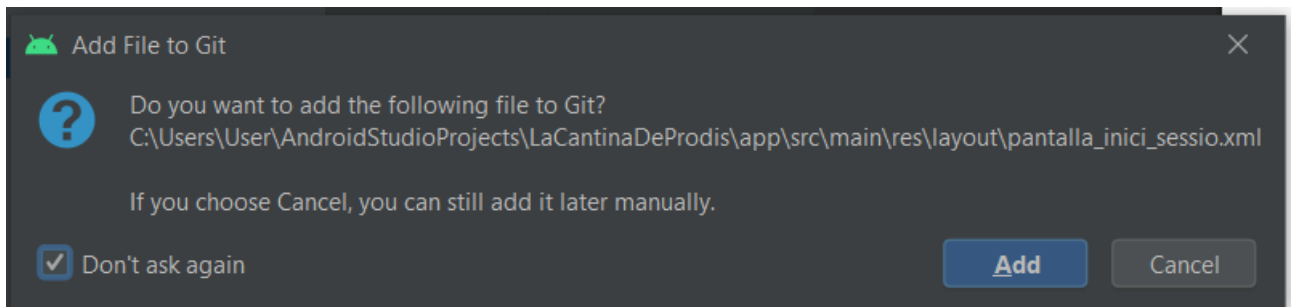 Add File to Git
Do you want to add the following file to Git?
C:\Users\User\AndroidStudioProjects\LaCantinaDeProdis\app\src\main\res\layout\pantalla_inici_sessio.xml
If you choose Cancel, you can still add it later manually.
Don't ask again
Add
Cancel